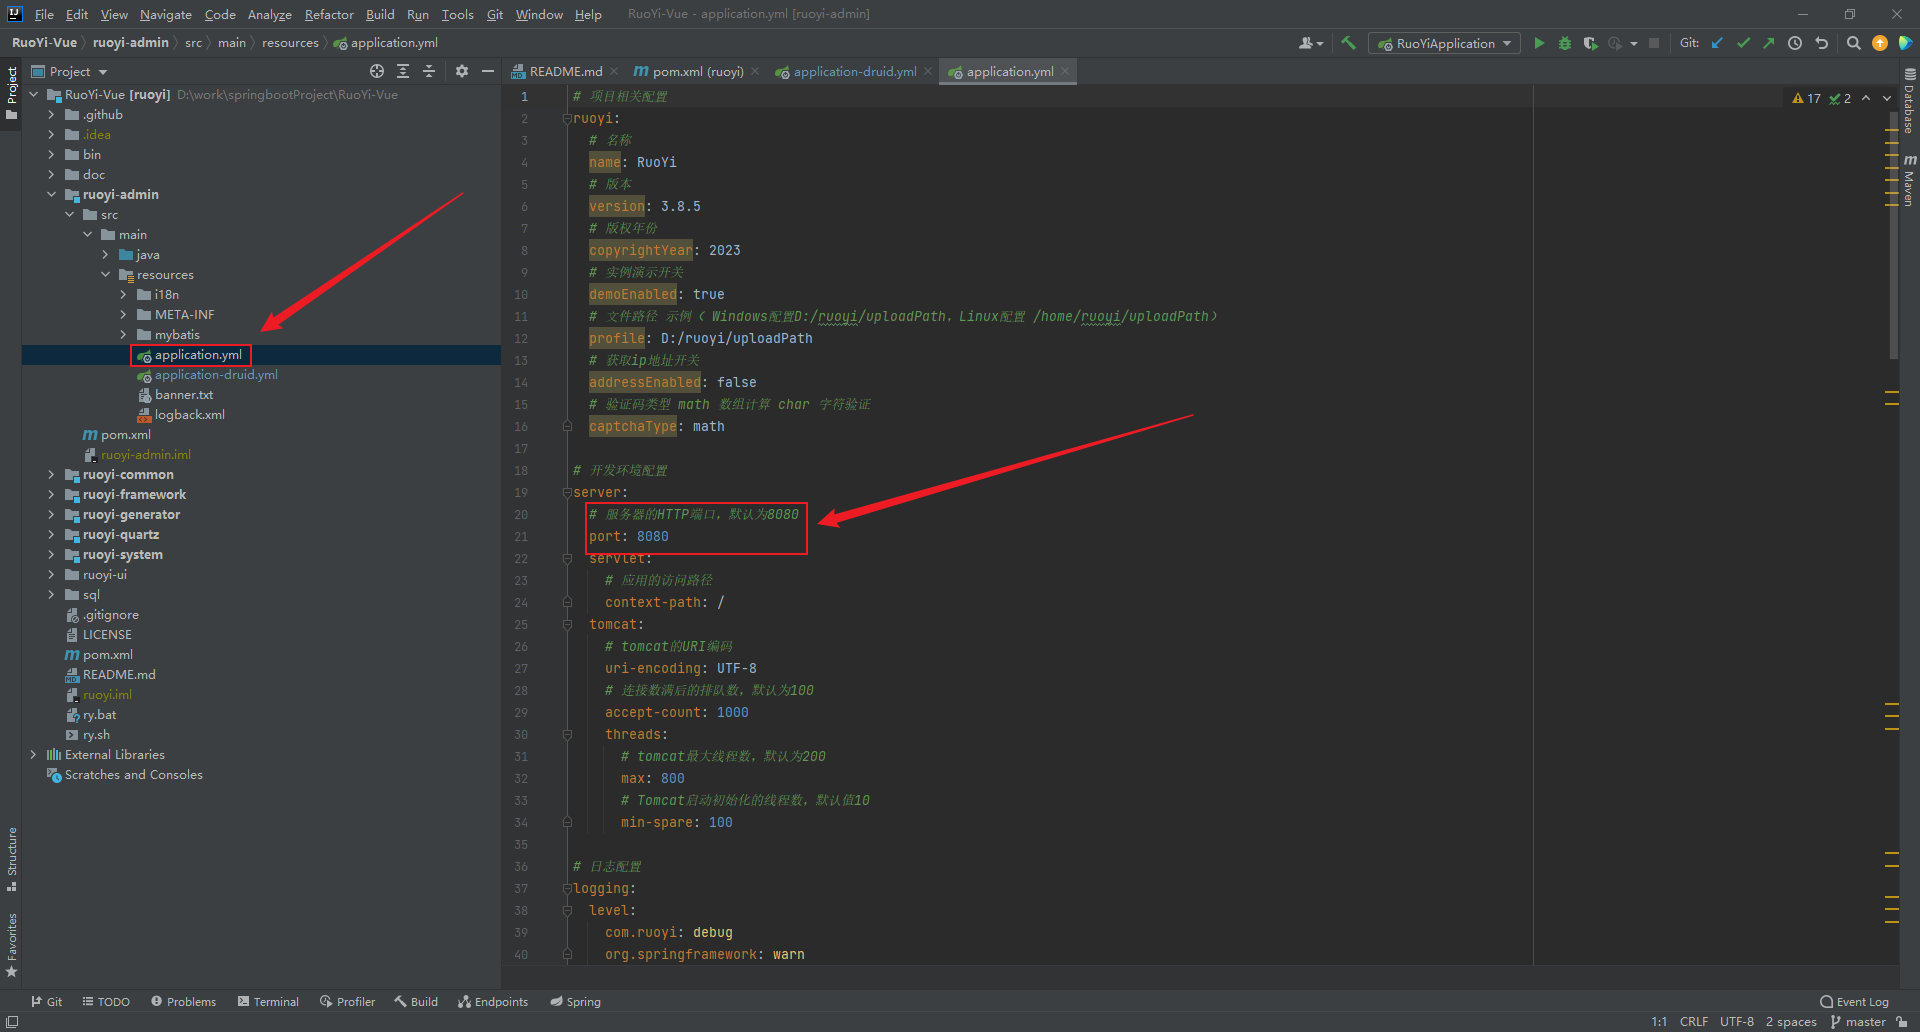 File Edit View Navigate Code Analyze Refactor Build Run Tools Git Window Help RuoYi-Vue - application.yml [ruoyi-admin]
RuoYi-Vue ruoyi-admin src main resources application.yml RuoYiApplication Git:
Project
Project
RuoYi-Vue [ruoyi] D:\work\springbootProject\RuoYi-Vue
.github
.idea
bin
doc
ruoyi-admin
src
main
java
resources
i18n
META-INF
mybatis
application.yml
application-druid.yml
banner.txt
logback.xml
pom.xml
ruoyi-admin.iml
ruoyi-common
ruoyi-framework
ruoyi-generator
ruoyi-quartz
ruoyi-system
ruoyi-ui
sql
.gitignore
LICENSE
pom.xml
README.md
ruoyi.iml
ry.bat
ry.sh
External Libraries
Scratches and Consoles
Structure
Favorites
README.md pom.xml (ruoyi) application-druid.yml application.yml
17 2
1 # 项目相关配置
2 ruoyi:
3 # 名称
4 name: RuoYi
5 # 版本
6 version: 3.8.5
7 # 版权年份
8 copyrightYear: 2023
9 # 实例演示开关
10 demoEnabled: true
11 # 文件路径 示例（ Windows配置D:/ruoyi/uploadPath，Linux配置 /home/ruoyi/uploadPath）
12 profile: D:/ruoyi/uploadPath
13 # 获取ip地址开关
14 addressEnabled: false
15 # 验证码类型 math 数组计算 char 字符验证
16 captchaType: math
17
18 # 开发环境配置
19 server:
20 # 服务器的HTTP端口，默认为8080
21 port: 8080
22 servlet:
23 # 应用的访问路径
24 context-path: /
25 tomcat:
26 # tomcat的URI编码
27 uri-encoding: UTF-8
28 # 连接数满后的排队数，默认为100
29 accept-count: 1000
30 threads:
31 # tomcat最大线程数，默认为200
32 max: 800
33 # Tomcat启动初始化的线程数，默认值10
34 min-spare: 100
35
36 # 日志配置
37 logging:
38 level:
39 com.ruoyi: debug
40 org.springframework: warn
Database
Maven
Git TODO Problems Terminal Profiler Build Endpoints Spring Event Log
1:1 CRLF UTF-8 2 spaces master